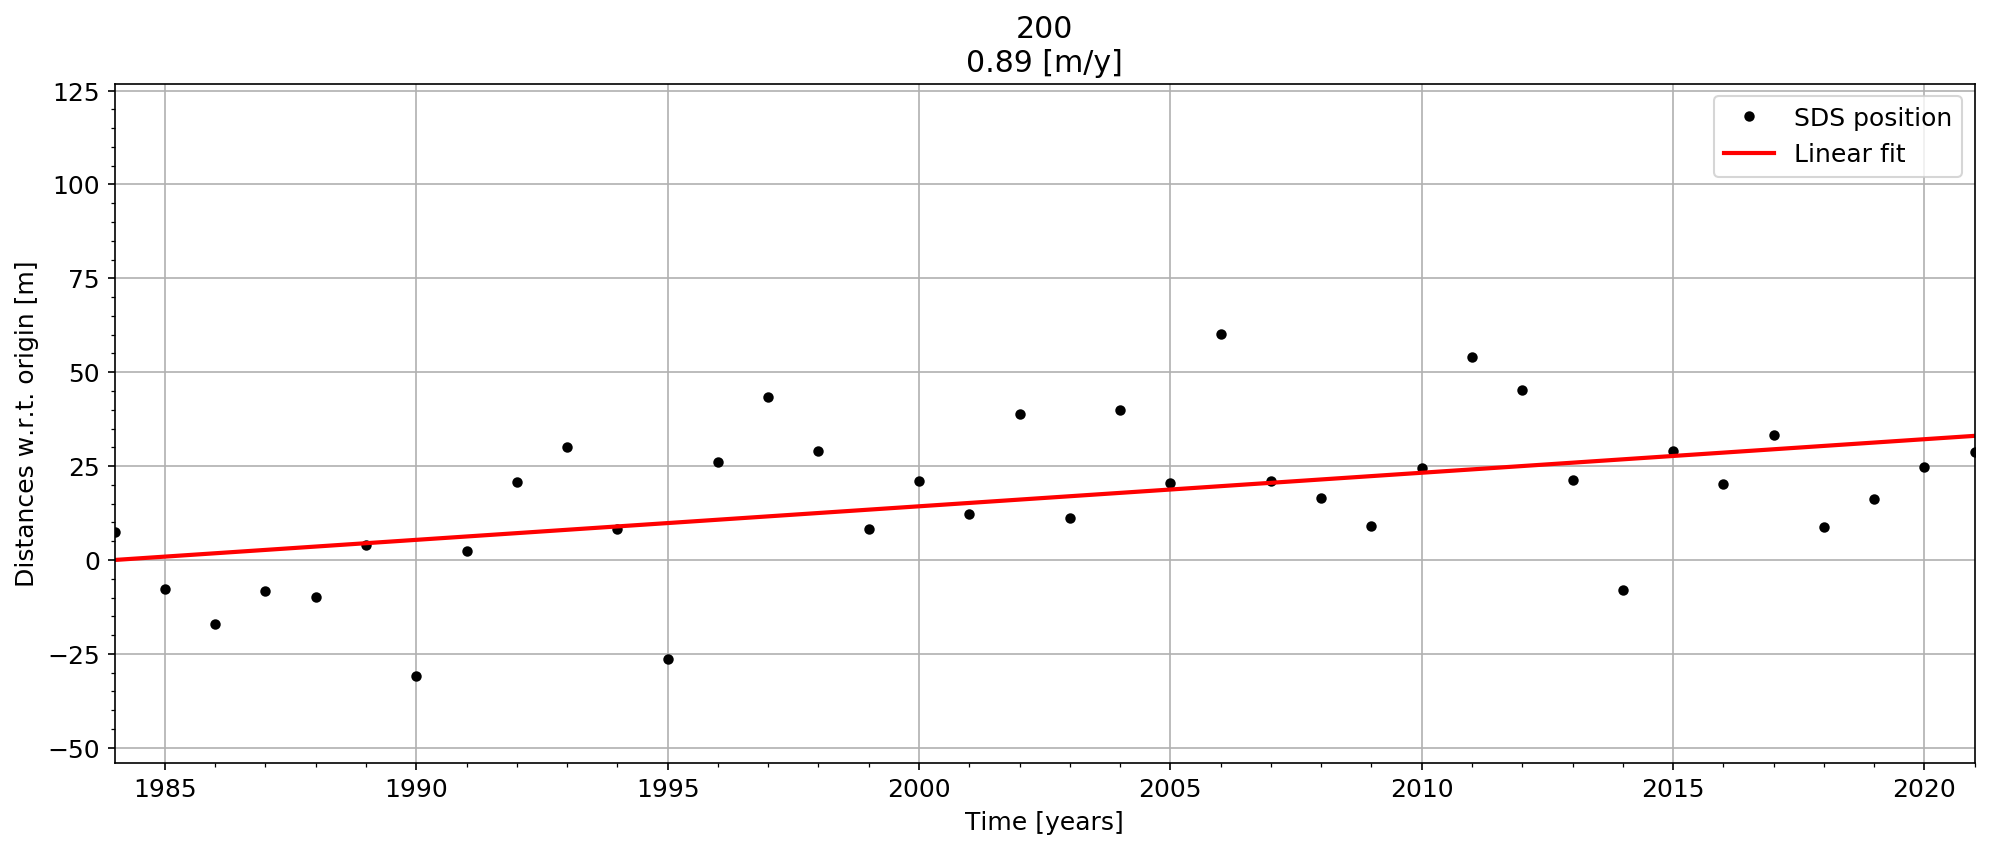 200
0.89 [m/y]
125
100
75
50
25
0
−25
−50
Distances w.r.t. origin [m]
SDS position
Linear fit
1985 1990 1995 2000 2005 2010 2015 2020
Time [years]